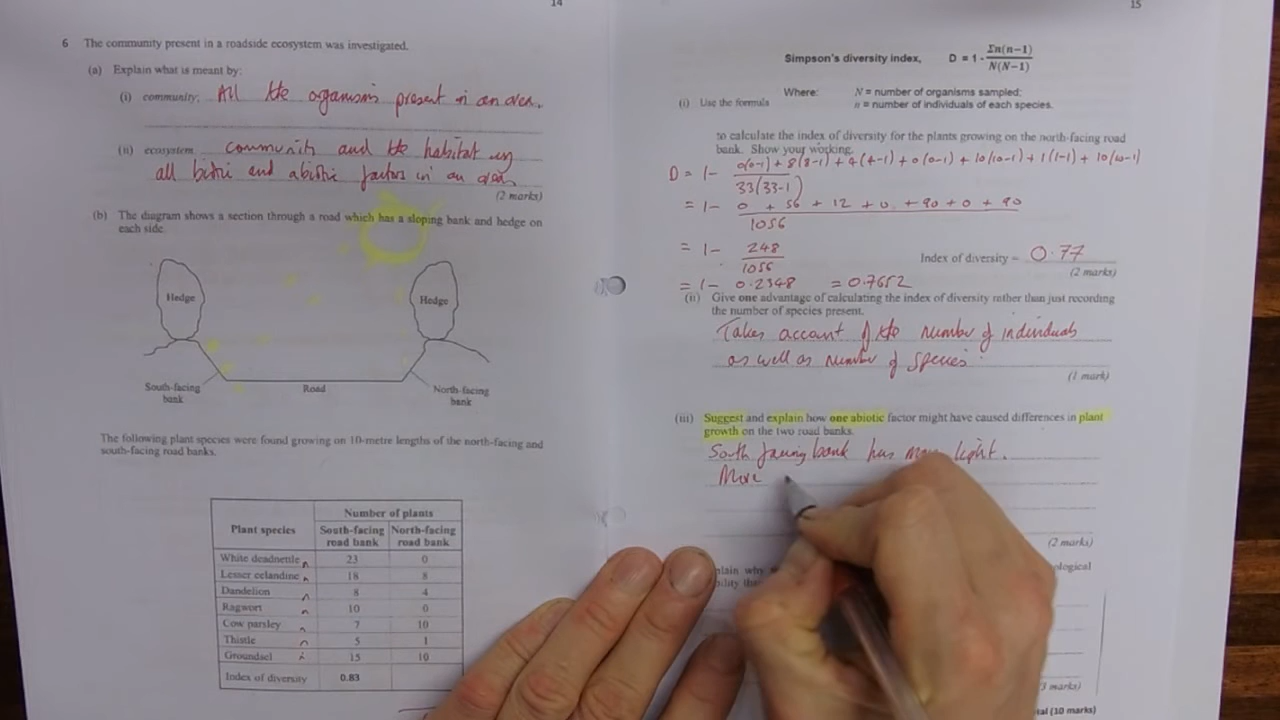 14
6 The community present in a roadside ecosystem was investigated.
(a) Explain what is meant by:
(i) community; All the organisms present in an area.
(ii) ecosystem. community and the habitat
all biotic and abiotic factors in an area
(2 marks)
(b) The diagram shows a section through a road which has a sloping bank and hedge on
each side.
Hedge
Hedge
South-facing
bank
Road
North-facing
bank
The following plant species were found growing on 10-metre lengths of the north-facing and
south-facing road banks.
Plant species Number of plants
South-facing road bank North-facing road bank
White deadnettle 23 0
Lesser celandine 18 8
Dandelion 8 4
Ragwort 10 0
Cow parsley 7 10
Thistle 5 1
Groundsel 15 10
Index of diversity 0.83
15
Simpson's diversity index, D = 1 - Σn(n−1)
N(N−1)
Where: N = number of organisms sampled;
(i) Use the formula n = number of individuals of each species.
to calculate the index of diversity for the plants growing on the north-facing road
bank. Show your working.
D = 1 - 0(0-1) + 8(8-1) + 4(4-1) + 0(0-1) + 10(10-1) + 1(1-1) + 10(10-1)
33(33-1)
= 1 - 0 + 56 + 12 + 0 + 90 + 0 + 90
1056
= 1 - 248
1056
Index of diversity = 0.77
(2 marks)
= 1 - 0.2348 = 0.7652
(ii) Give one advantage of calculating the index of diversity rather than just recording
the number of species present.
Takes account of the number of individuals
as well as number of species
(1 mark)
(iii) Suggest and explain how one abiotic factor might have caused differences in plant
growth on the two road banks.
South facing bank has more light.
More
(2 marks)
plain why ological
(3 marks)
tal (10 marks)